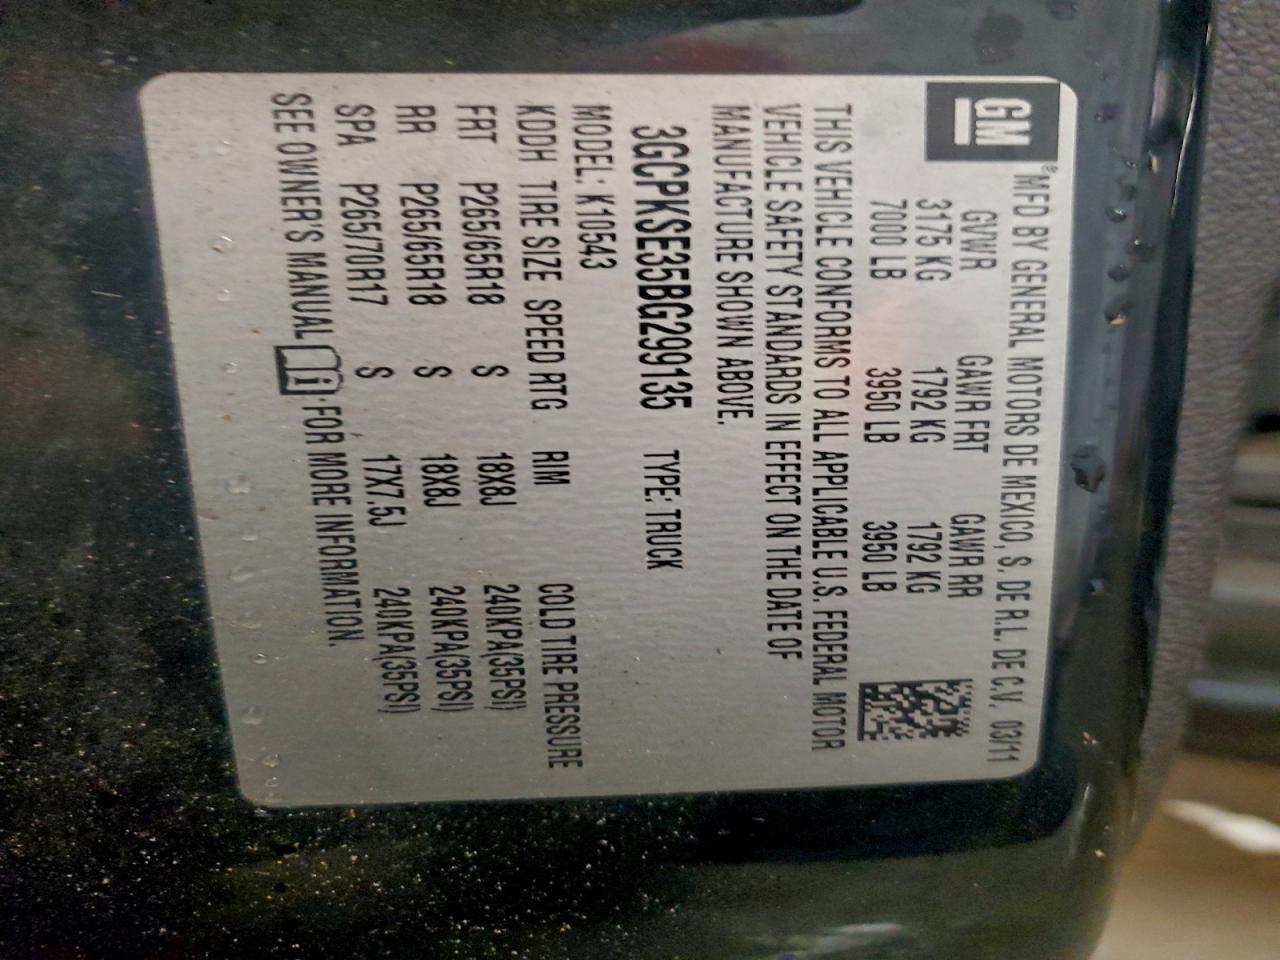 GM ® MFD BY GENERAL MOTORS DE MEXICO, S. DE R.L. DE C.V. 03/11
GVWR GAWR FRT GAWR RR
3175 KG 1792 KG 1792 KG
7000 LB 3950 LB 3950 LB
THIS VEHICLE CONFORMS TO ALL APPLICABLE U.S. FEDERAL MOTOR
VEHICLE SAFETY STANDARDS IN EFFECT ON THE DATE OF
MANUFACTURE SHOWN ABOVE.
3GCPKSE35BG299135 TYPE: TRUCK
MODEL: K10543
KDDH TIRE SIZE SPEED RTG RIM COLD TIRE PRESSURE
FRT P265/65R18 S 18X8J 240KPA(35PSI)
RR P265/65R18 S 18X8J 240KPA(35PSI)
SPA P265/70R17 S 17X7.5J 240KPA(35PSI)
SEE OWNER'S MANUAL i FOR MORE INFORMATION.